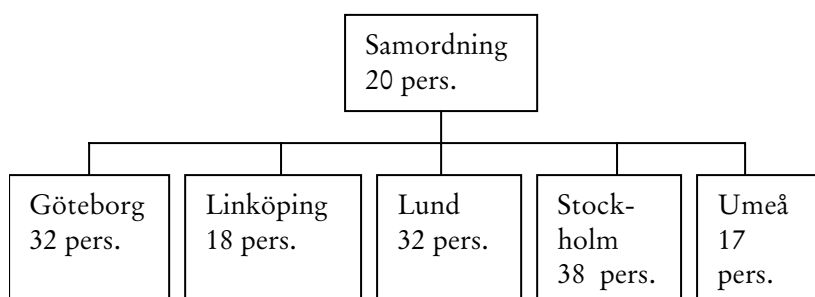 Samordning
20 pers.
Göteborg
32 pers.
Linköping
18 pers.
Lund
32 pers.
Stock-
holm
38 pers.
Umeå
17
pers.